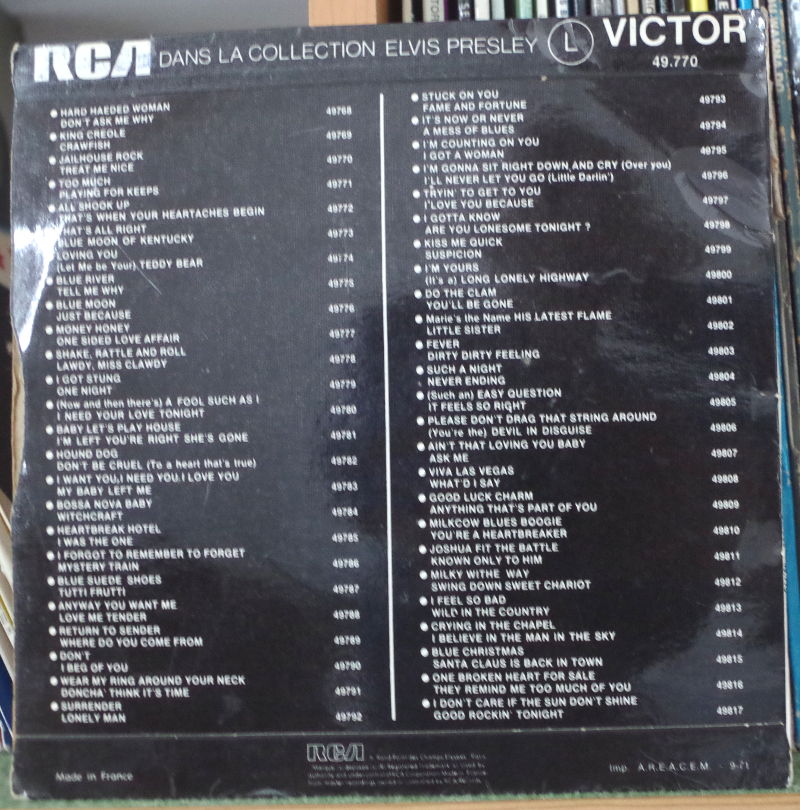 RCA DANS LA COLLECTION ELVIS PRESLEY L VICTOR
49.770
HARD HAEDED WOMAN
DON'T ASK ME WHY 49768
KING CREOLE
CRAWFISH 49769
JAILHOUSE ROCK
TREAT ME NICE 49770
TOO MUCH
PLAYING FOR KEEPS 49771
ALL SHOOK UP
THAT'S WHEN YOUR HEARTACHES BEGIN 49772
THAT'S ALL RIGHT
BLUE MOON OF KENTUCKY 49773
LOVING YOU
(Let Me be Your) TEDDY BEAR 49774
BLUE RIVER
TELL ME WHY 49775
BLUE MOON
JUST BECAUSE 49776
MONEY HONEY
ONE SIDED LOVE AFFAIR 49777
SHAKE, RATTLE AND ROLL
LAWDY, MISS CLAWDY 49778
I GOT STUNG
ONE NIGHT 49779
(Now and then there's) A FOOL SUCH AS I
I NEED YOUR LOVE TONIGHT 49780
BABY LET'S PLAY HOUSE
I'M LEFT YOU'RE RIGHT SHE'S GONE 49781
HOUND DOG
DON'T BE CRUEL (To a heart that's true) 49782
I WANT YOU,I NEED YOU,I LOVE YOU
MY BABY LEFT ME 49783
BOSSA NOVA BABY
WITCHCRAFT 49784
HEARTBREAK HOTEL
I WAS THE ONE 49785
I FORGOT TO REMEMBER TO FORGET
MYSTERY TRAIN 49786
BLUE SUEDE SHOES
TUTTI FRUTTI 49787
ANYWAY YOU WANT ME
LOVE ME TENDER 49788
RETURN TO SENDER
WHERE DO YOU COME FROM 49789
DON'T
I BEG OF YOU 49790
WEAR MY RING AROUND YOUR NECK
DONCHA' THINK IT'S TIME 49791
SURRENDER
LONELY MAN 49792
STUCK ON YOU
FAME AND FORTUNE 49793
IT'S NOW OR NEVER
A MESS OF BLUES 49794
I'M COUNTING ON YOU
I GOT A WOMAN 49795
I'M GONNA SIT RIGHT DOWN AND CRY (Over you)
I'LL NEVER LET YOU GO (Little Darlin') 49796
TRYIN' TO GET TO YOU
I'LOVE YOU BECAUSE 49797
I GOTTA KNOW
ARE YOU LONESOME TONIGHT ? 49798
KISS ME QUICK
SUSPICION 49799
I'M YOURS
(It's a) LONG LONELY HIGHWAY 49800
DO THE CLAM
YOU'LL BE GONE 49801
Marie's the Name HIS LATEST FLAME
LITTLE SISTER 49802
FEVER
DIRTY DIRTY FEELING 49803
SUCH A NIGHT
NEVER ENDING 49804
(Such an) EASY QUESTION
IT FEELS SO RIGHT 49805
PLEASE DON'T DRAG THAT STRING AROUND
(You're the) DEVIL IN DISGUISE 49806
AIN'T THAT LOVING YOU BABY
ASK ME 49807
VIVA LAS VEGAS
WHAT'D I SAY 49808
GOOD LUCK CHARM
ANYTHING THAT'S PART OF YOU 49809
MILKCOW BLUES BOOGIE
YOU'RE A HEARTBREAKER 49810
JOSHUA FIT THE BATTLE
KNOWN ONLY TO HIM 49811
MILKY WITHE WAY
SWING DOWN SWEET CHARIOT 49812
I FEEL SO BAD
WILD IN THE COUNTRY 49813
CRYING IN THE CHAPEL
I BELIEVE IN THE MAN IN THE SKY 49814
BLUE CHRISTMAS
SANTA CLAUS IS BACK IN TOWN 49815
ONE BROKEN HEART FOR SALE
THEY REMIND ME TOO MUCH OF YOU 49816
I DON'T CARE IF THE SUN DON'T SHINE
GOOD ROCKIN' TONIGHT 49817
Made in France
RCA
Imp. A.R.E.A.C.E.M. - 9-71